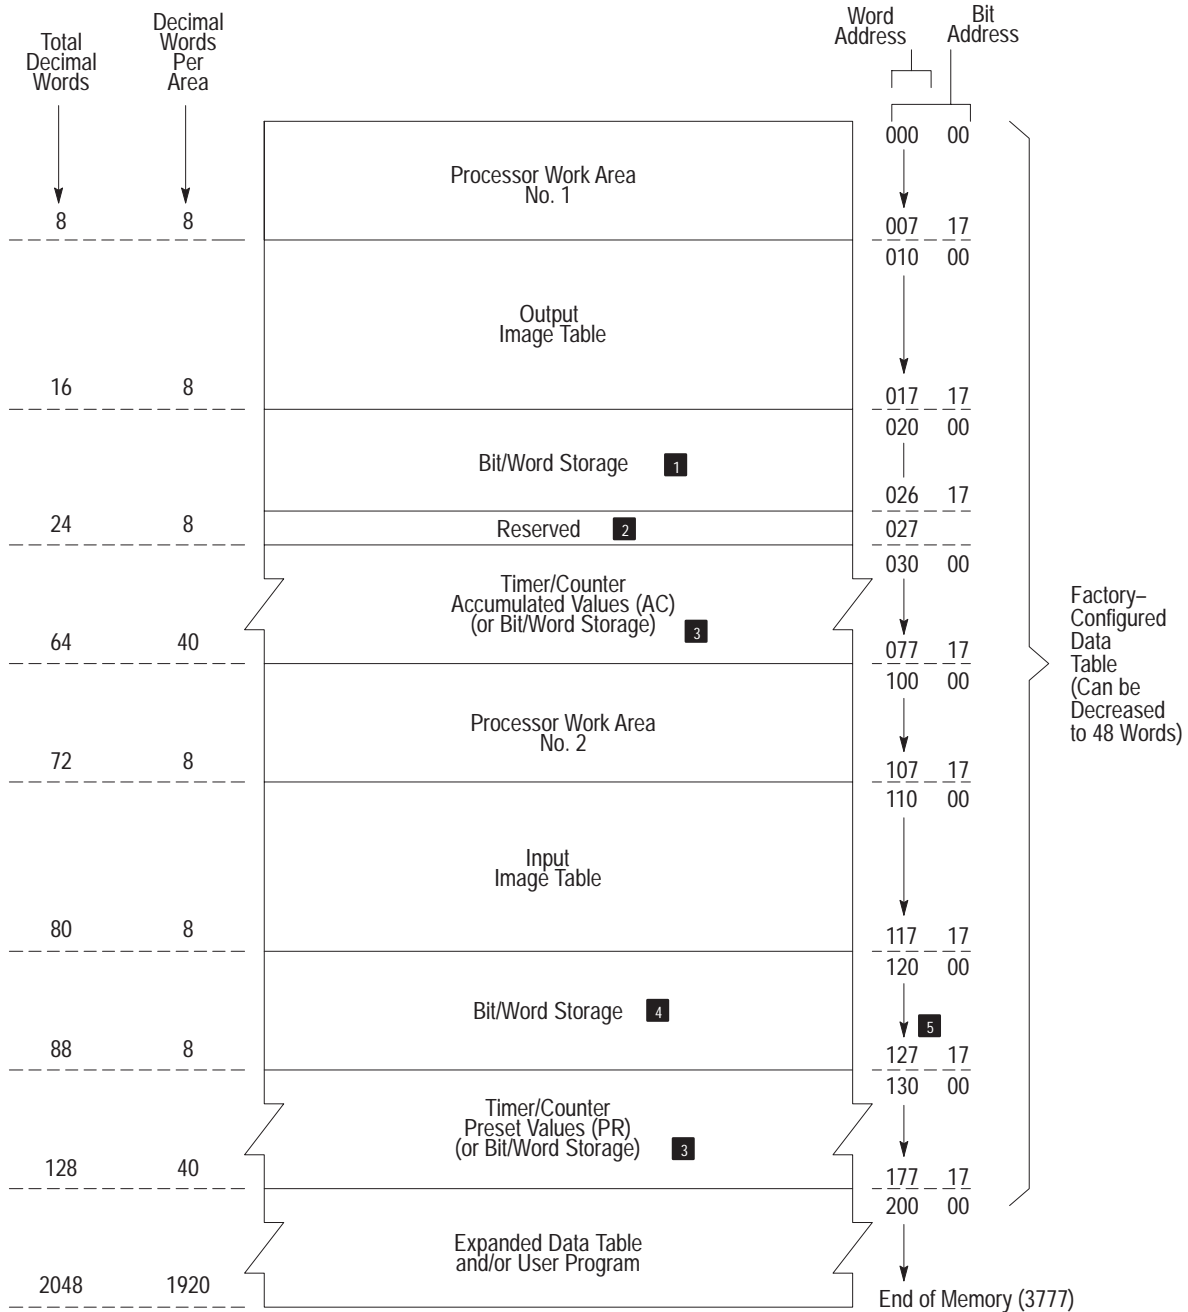 Total
Decimal
Words
Decimal
Words
Per
Area
Word
Address
Bit
Address
000 00
Processor Work Area
No. 1
8 8
007 17
010 00
Output
Image Table
16 8
017 17
020 00
Bit/Word Storage 1
026 17
24 8
Reserved 2
027
030 00
Timer/Counter
Accumulated Values (AC)
(or Bit/Word Storage) 3
64 40
077 17
100 00
Factory–
Configured
Data
Table
(Can be
Decreased
to 48 Words)
Processor Work Area
No. 2
72 8
107 17
110 00
Input
Image Table
80 8
117 17
120 00
Bit/Word Storage 4
5
88 8
127 17
130 00
Timer/Counter
Preset Values (PR)
(or Bit/Word Storage) 3
128 40
177 17
200 00
Expanded Data Table
and/or User Program
2048 1920
End of Memory (3777)